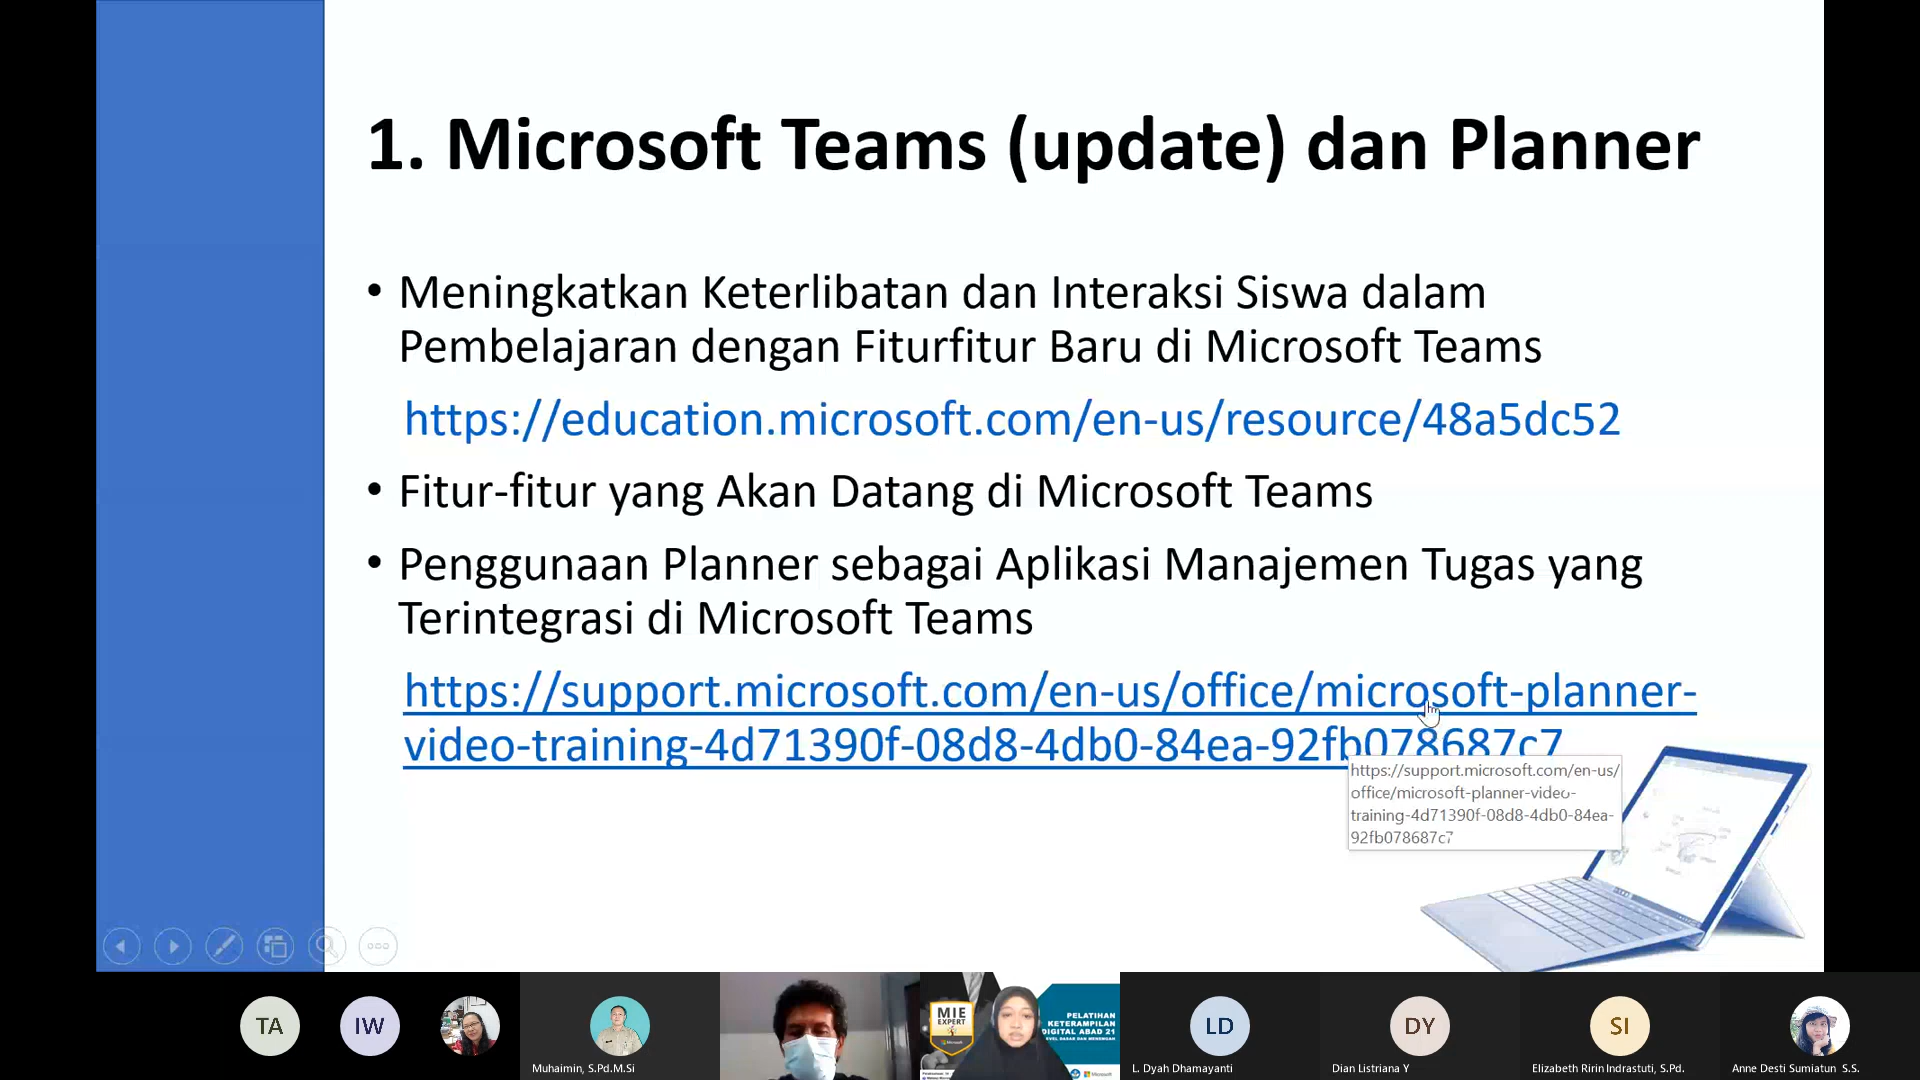 1. Microsoft Teams (update) dan Planner
• Meningkatkan Keterlibatan dan Interaksi Siswa dalam
Pembelajaran dengan Fiturfitur Baru di Microsoft Teams
https://education.microsoft.com/en-us/resource/48a5dc52
• Fitur-fitur yang Akan Datang di Microsoft Teams
• Penggunaan Planner sebagai Aplikasi Manajemen Tugas yang
Terintegrasi di Microsoft Teams
https://support.microsoft.com/en-us/office/microsoft-planner-
video-training-4d71390f-08d8-4db0-84ea-92fb078687c7
https://support.microsoft.com/en-us/
office/microsoft-planner-video-
training-4d71390f-08d8-4db0-84ea-
92fb078687c7
TA
IW
Muhaimin, S.Pd.M.Si
MIE
EXPERT
PELATIHAN
KETERAMPILAN
DIGITAL ABAD 21
LEVEL DASAR DAN MENENGAH
Microsoft
LD
L. Dyah Dhamayanti
DY
Dian Listriana Y
SI
Elizabeth Ririn Indrastuti, S.Pd.
Anne Desti Sumiatun S.S.